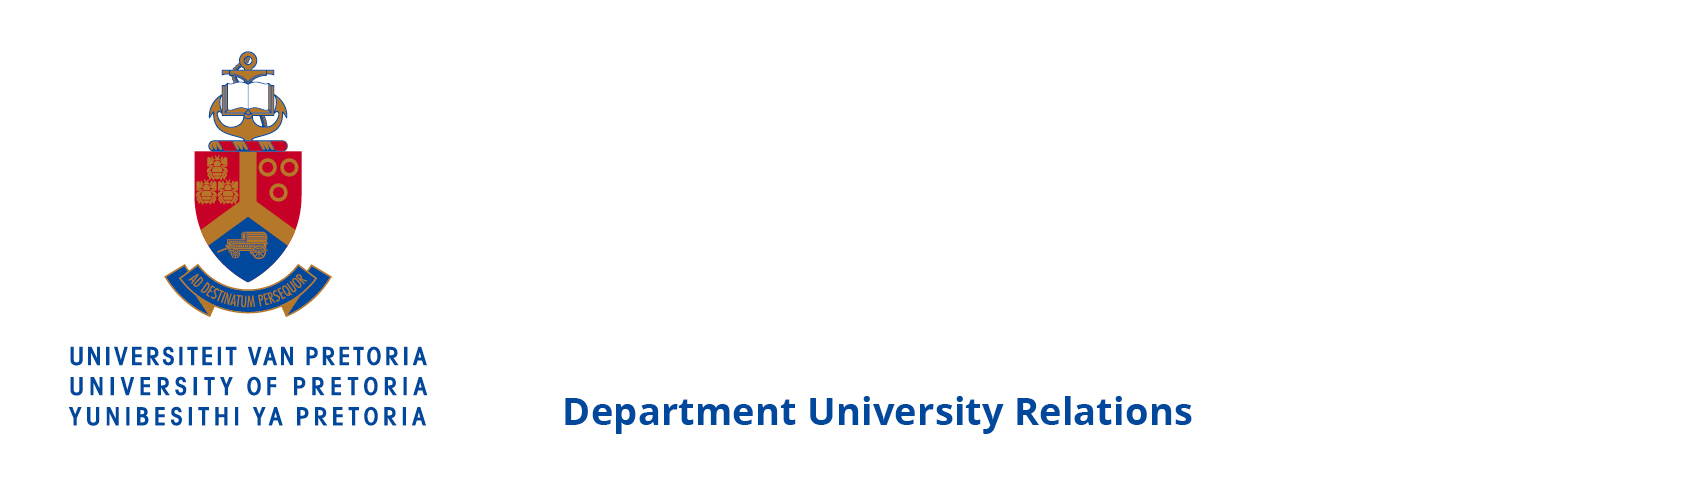 AD DESTINATUM PERSEQUOR
UNIVERSITEIT VAN PRETORIA
UNIVERSITY OF PRETORIA
YUNIBESITHI YA PRETORIA
Department University Relations